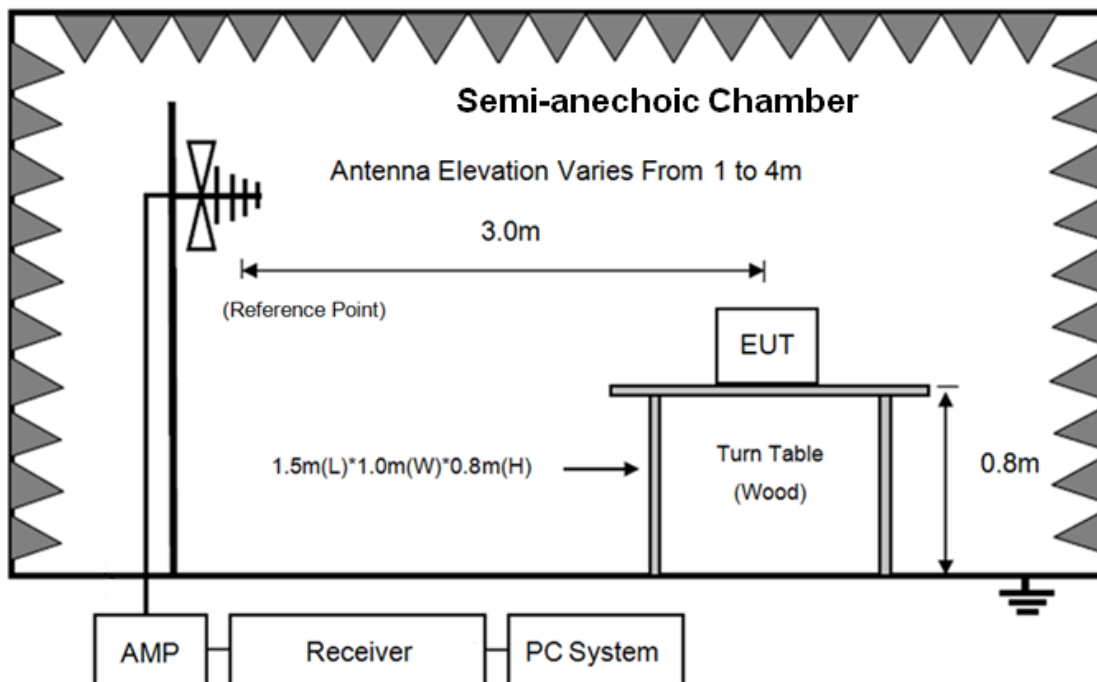 Semi-anechoic Chamber
Antenna Elevation Varies From 1 to 4m
3.0m
(Reference Point)
EUT
1.5m(L)*1.0m(W)*0.8m(H)
Turn Table
(Wood)
0.8m
AMP
Receiver
PC System